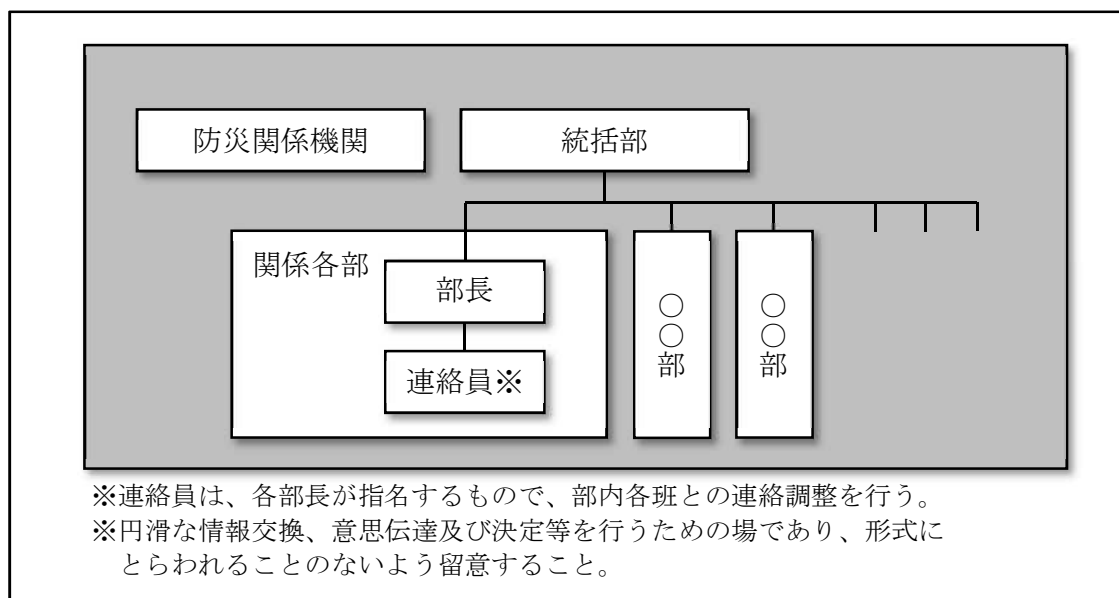 防災関係機関
統括部
関係各部
部長
連絡員※
○○部
○○部
※連絡員は、各部長が指名するもので、部内各班との連絡調整を行う。
※円滑な情報交換、意思伝達及び決定等を行うための場であり、形式に
とらわれることのないよう留意すること。